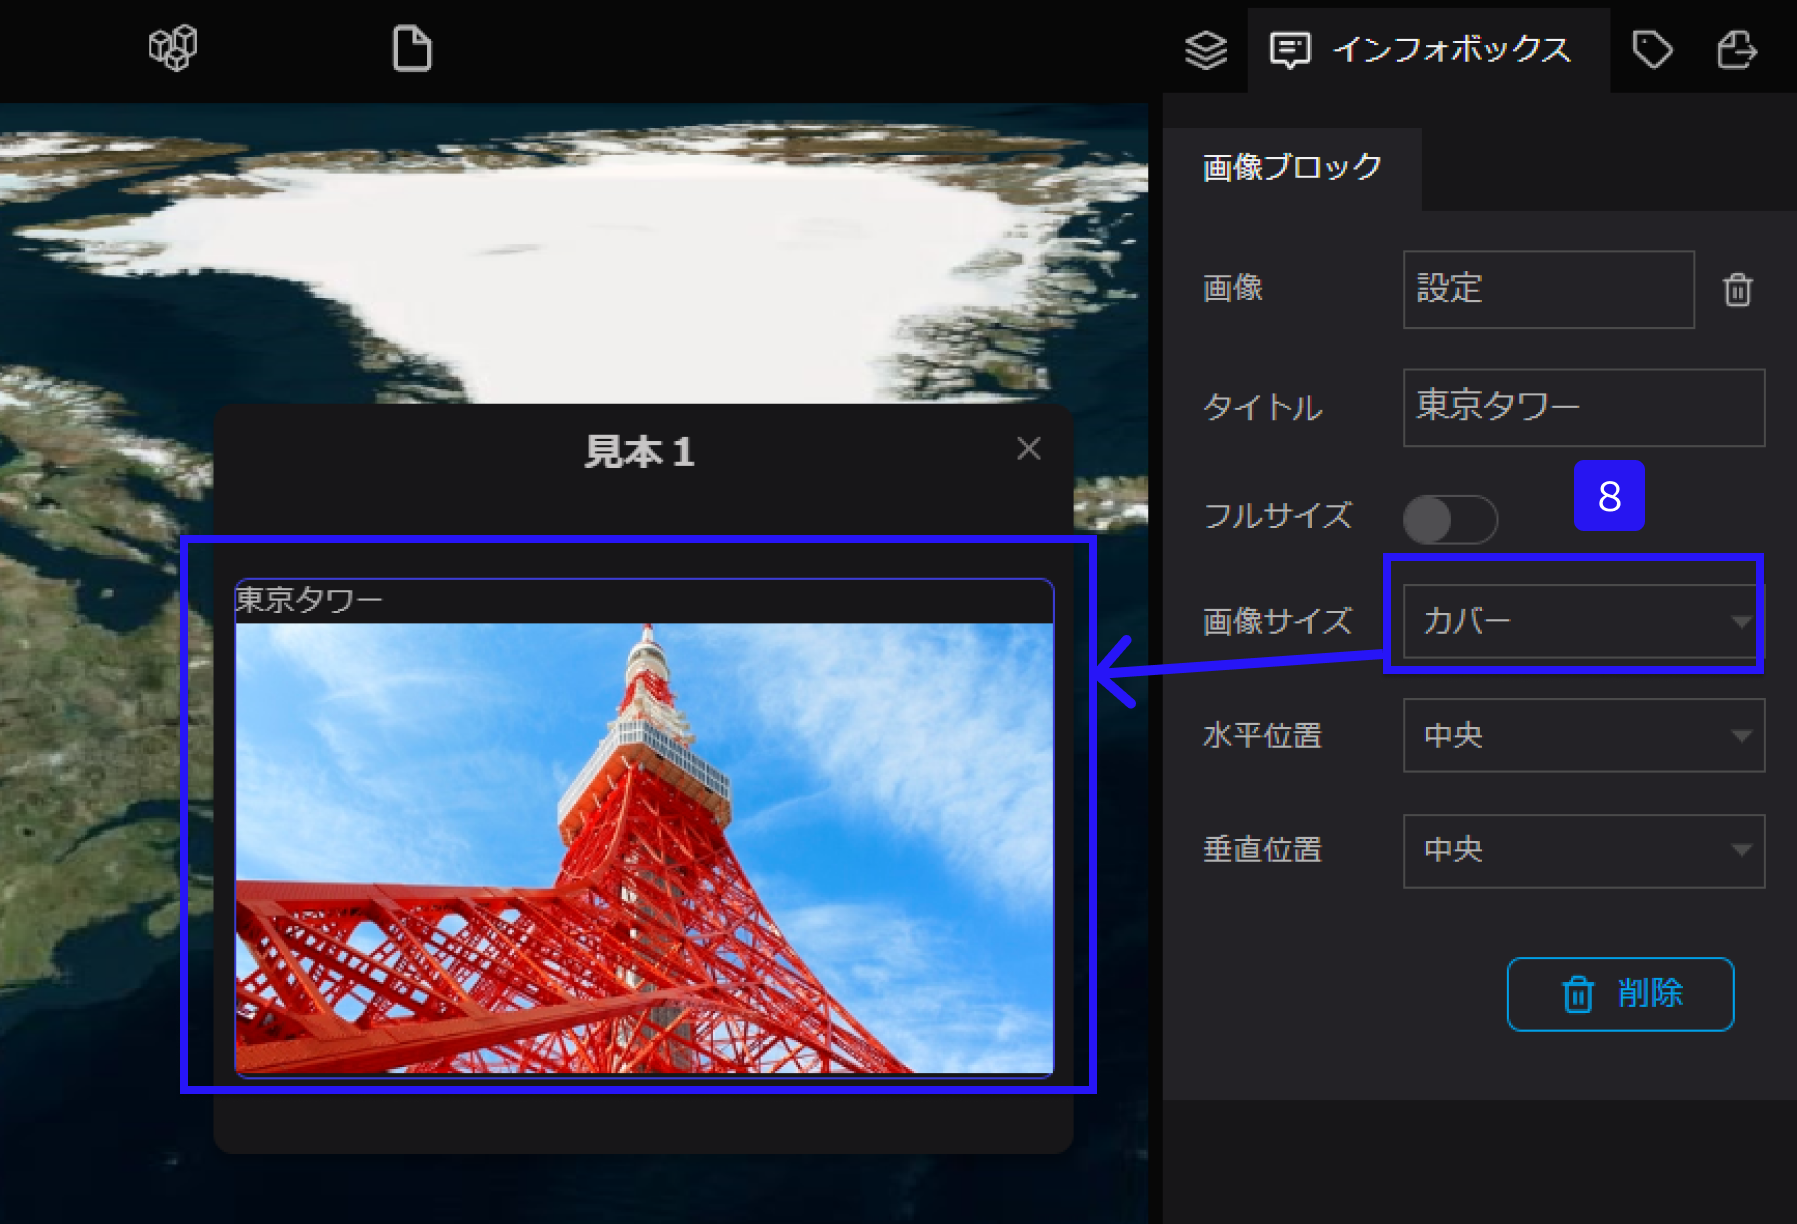 インフォボックス
画像ブロック
画像
設定
タイトル
東京タワー
フルサイズ
8
画像サイズ
カバー
水平位置
中央
垂直位置
中央
削除
見本1
東京タワー